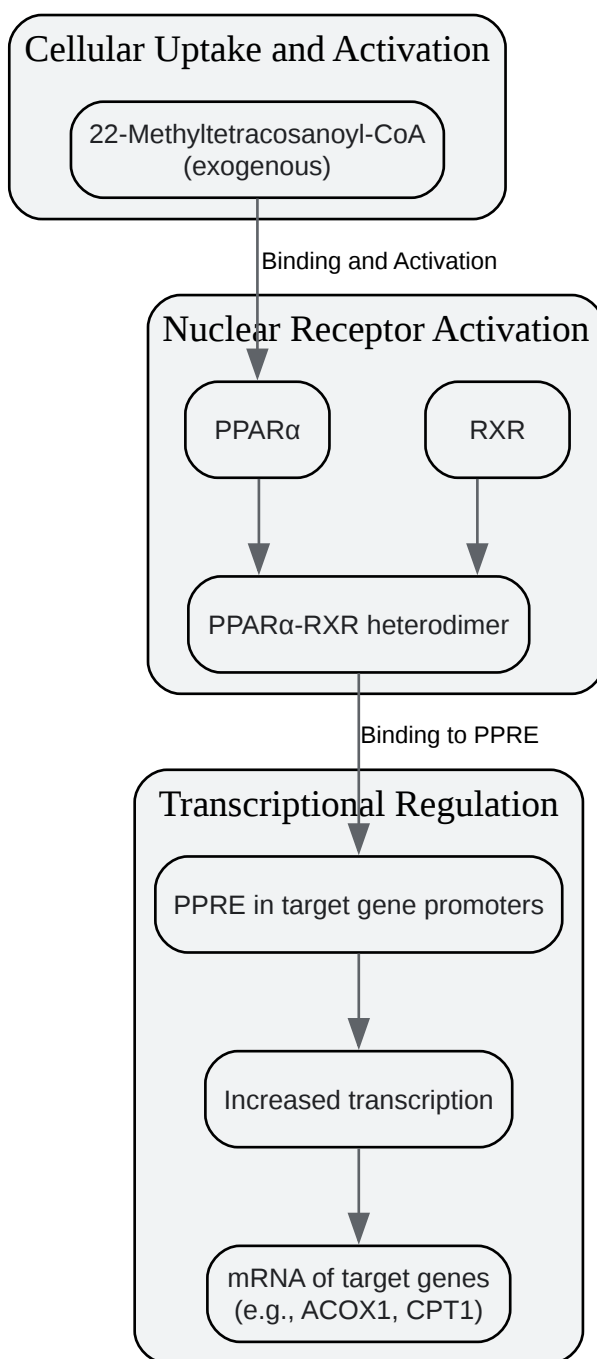 Cellular Uptake and Activation
22-Methyltetracosanoyl-CoA
(exogenous)
Binding and Activation
Nuclear Receptor Activation
PPARα
RXR
PPARα-RXR heterodimer
Binding to PPRE
Transcriptional Regulation
PPRE in target gene promoters
Increased transcription
mRNA of target genes
(e.g., ACOX1, CPT1)